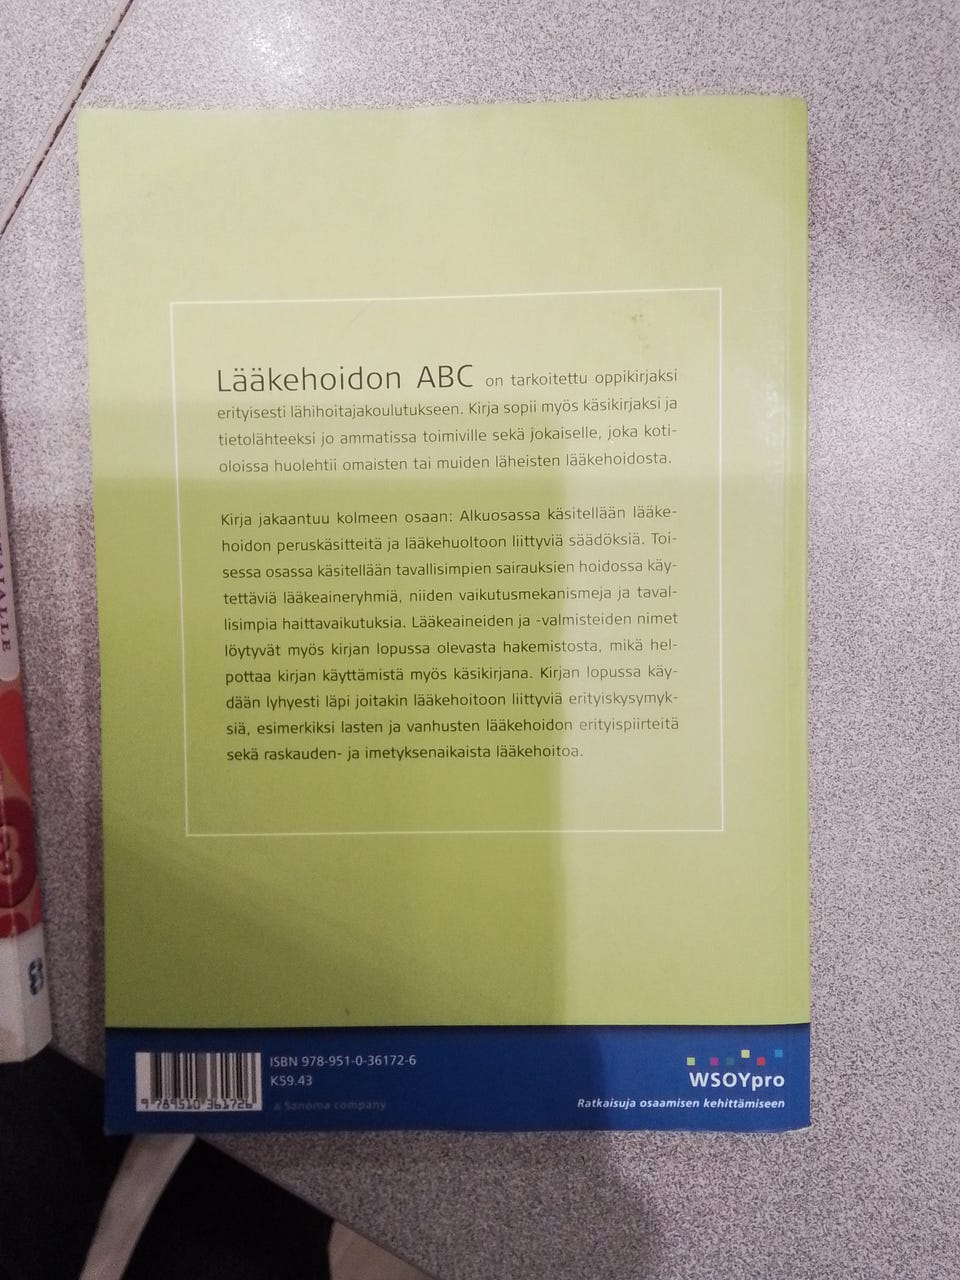 Lääkehoidon ABC on tarkoitettu oppikirjaksi
erityisesti lähihoitajakoulutukseen. Kirja sopii myös käsikirjaksi ja
tietolähteeksi jo ammatissa toimiville sekä jokaiselle, joka koti-
oloissa huolehtii omaisten tai muiden läheisten lääkehoidosta.
Kirja jakaantuu kolmeen osaan: Alkuosassa käsitellään lääke-
hoidon peruskäsitteitä ja lääkehuoltoon liittyviä säädöksiä. Toi-
sessa osassa käsitellään tavallisimpien sairauksien hoidossa käy-
tettäviä lääkeaineryhmiä, niiden vaikutusmekanismeja ja taval-
lisimpia haittavaikutuksia. Lääkeaineiden ja -valmisteiden nimet
löytyvät myös kirjan lopussa olevasta hakemistosta, mikä hel-
pottaa kirjan käyttämistä myös käsikirjana. Kirjan lopussa käy-
dään lyhyesti läpi joitakin lääkehoitoon liittyviä erityiskysymyk-
siä, esimerkiksi lasten ja vanhusten lääkehoidon erityispiirteitä
sekä raskauden- ja imetyksenaikaista lääkehoitoa.
ISBN 978-951-0-36172-6
K59.43
9 789510 361726
a Sanoma company
WSOYpro
Ratkaisuja osaamisen kehittämiseen